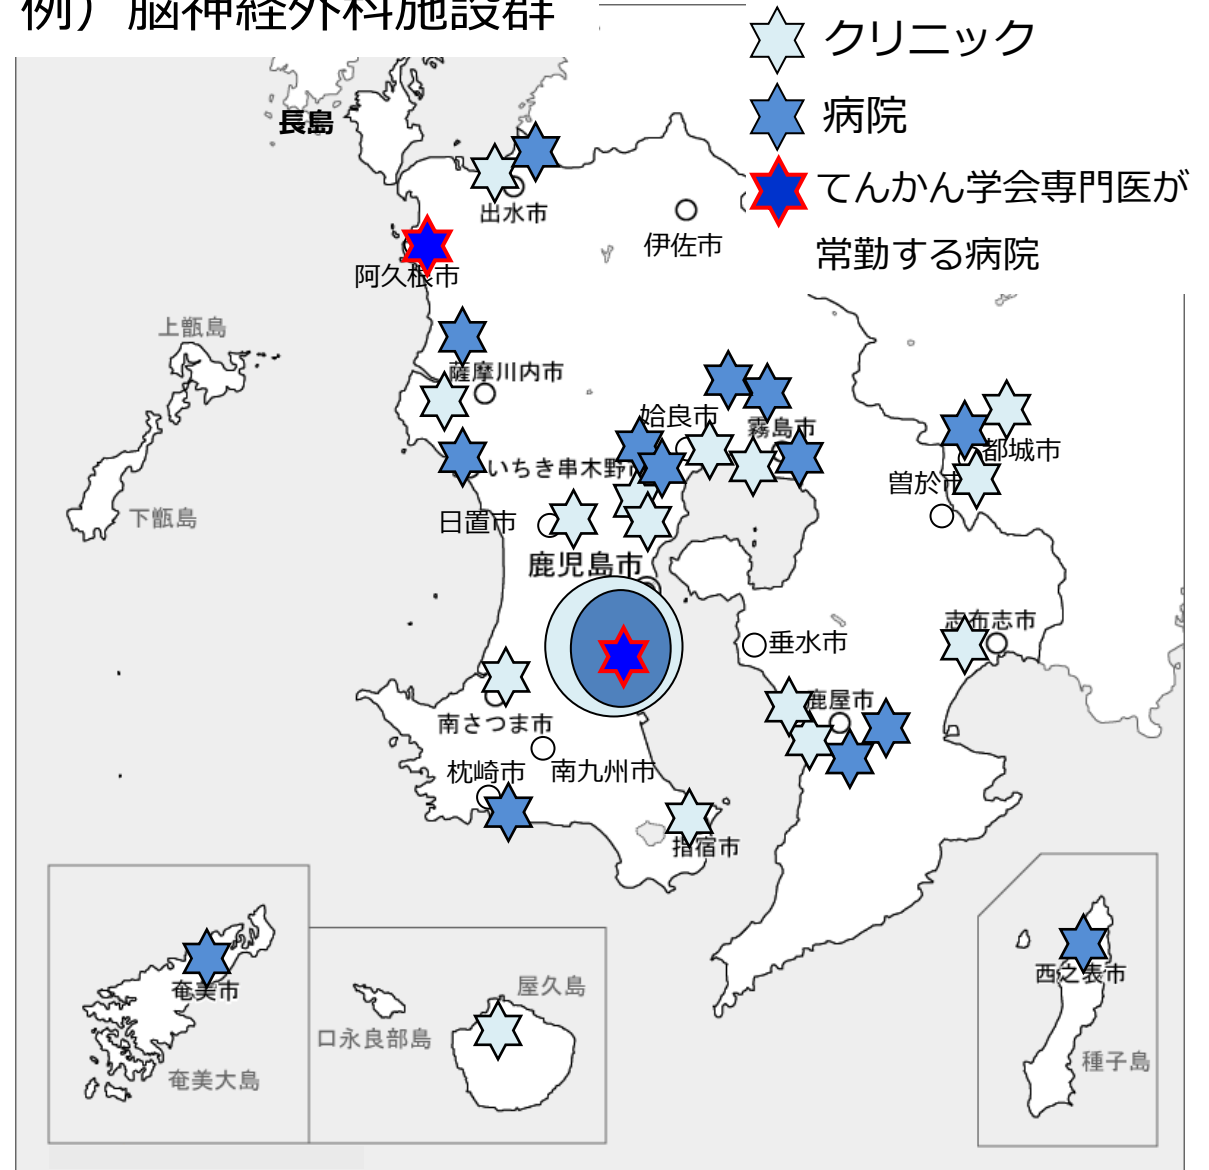 例）脳神経外科施設群
クリニック
病院
てんかん学会専門医が
常勤する病院
長島
出水市
伊佐市
阿久根市
上甑島
薩摩川内市
姶良市
霧島市
都城市
いちき串木野市
曽於市
下甑島
日置市
鹿児島市
志布志市
垂水市
鹿屋市
南さつま市
枕崎市
南九州市
指宿市
西之表市
奄美市
屋久島
口永良部島
種子島
奄美大島